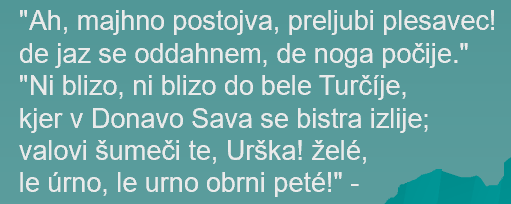 "Ah, majhno postojva, preljubi plesavec!
de jaz se oddahnem, de noga počije."
"Ni blizo, ni blizo do bele Turčíje,
kjer v Donavo Sava se bistra izlije;
valovi šumeči te, Urška! želé,
le úrno, le urno obrni peté!" -